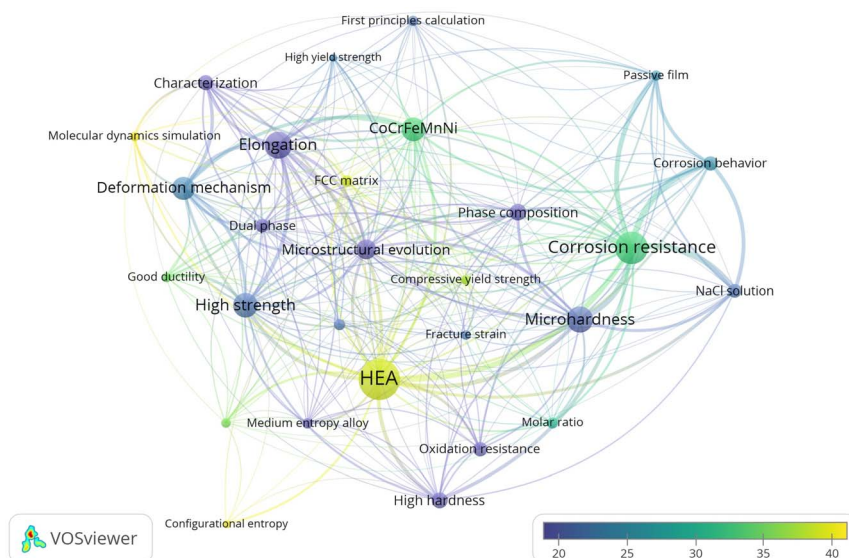 First principles calculation
High yield strength
Characterization
Passive film
CoCrFeMnNi
Molecular dynamics simulation
Elongation
Corrosion behavior
FCC matrix
Deformation mechanism
Phase composition
Dual phase
Microstructural evolution
Corrosion resistance
Good ductility
Compressive yield strength
NaCl solution
High strength
Microhardness
Fracture strain
HEA
Medium entropy alloy
Molar ratio
Oxidation resistance
High hardness
Configurational entropy
VOSviewer
20 25 30 35 40